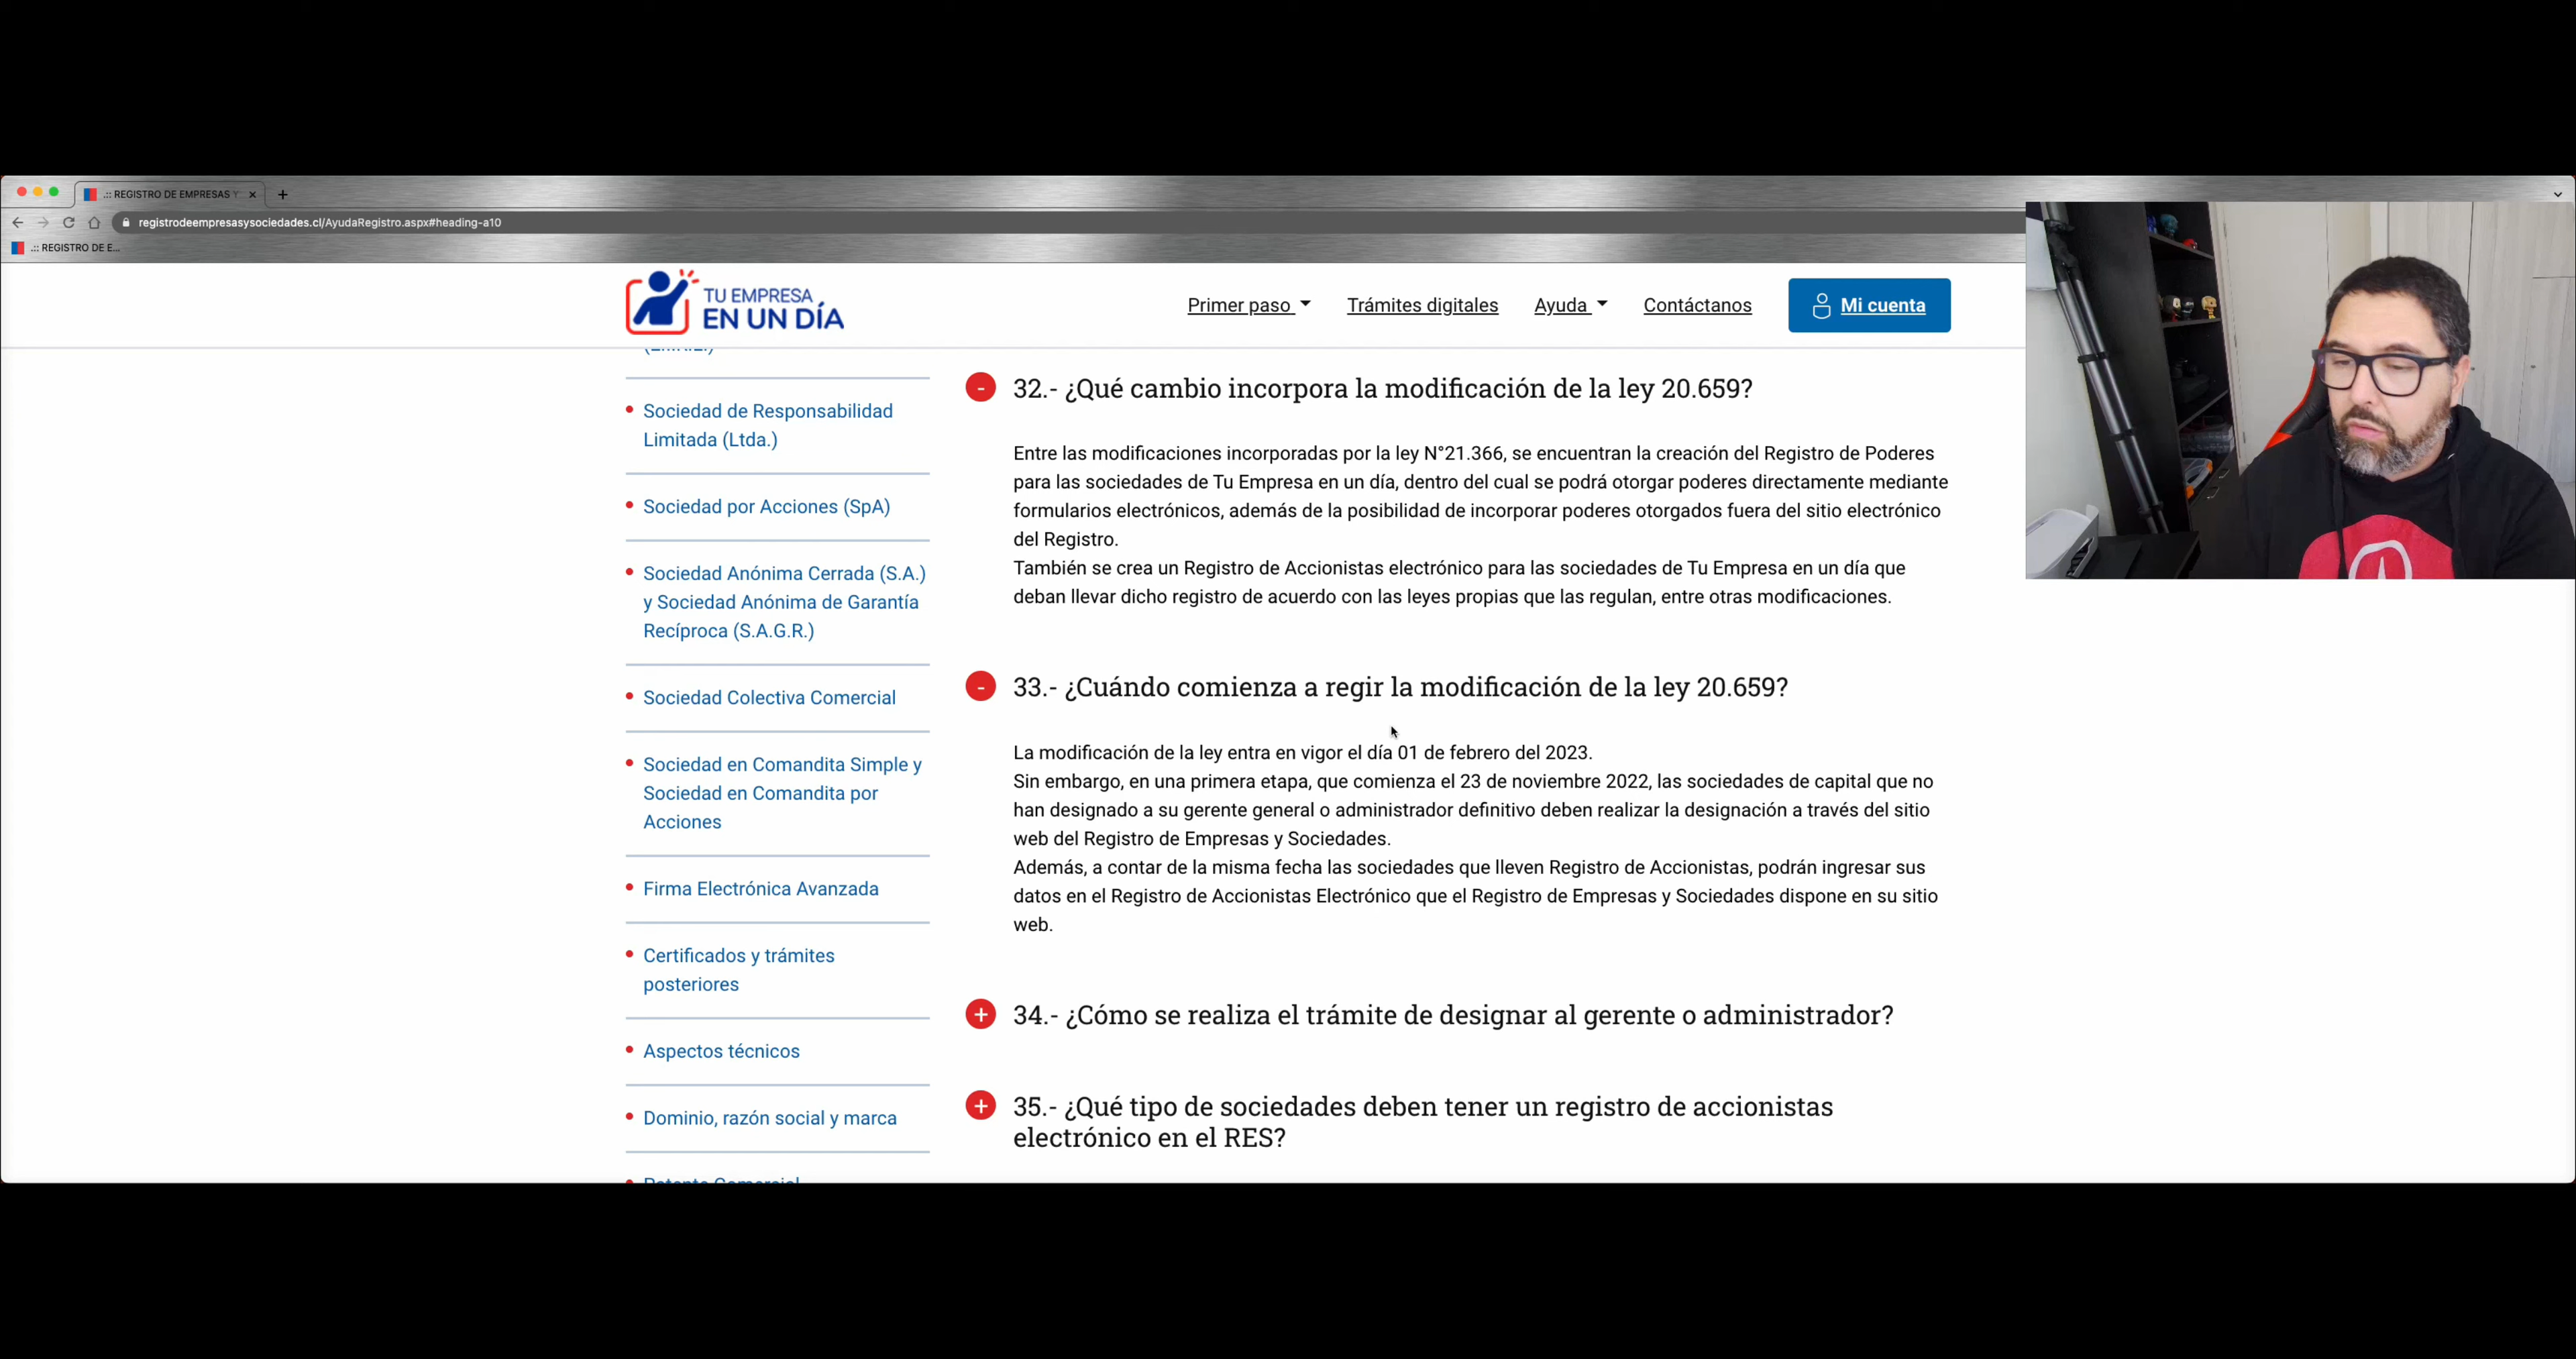 .:: REGISTRO DE EMPRESAS Y
registrodeempresasysociedades.cl/AyudaRegistro.aspx#heading-a10
.:: REGISTRO DE E...
TU EMPRESA
EN UN DÍA
Primer paso
Trámites digitales
Ayuda
Contáctanos
Mi cuenta
Sociedad de Responsabilidad
Limitada (Ltda.)
Sociedad por Acciones (SpA)
Sociedad Anónima Cerrada (S.A.)
y Sociedad Anónima de Garantía
Recíproca (S.A.G.R.)
Sociedad Colectiva Comercial
Sociedad en Comandita Simple y
Sociedad en Comandita por
Acciones
Firma Electrónica Avanzada
Certificados y trámites
posteriores
Aspectos técnicos
Dominio, razón social y marca
32.- ¿Qué cambio incorpora la modificación de la ley 20.659?
Entre las modificaciones incorporadas por la ley N°21.366, se encuentran la creación del Registro de Poderes
para las sociedades de Tu Empresa en un día, dentro del cual se podrá otorgar poderes directamente mediante
formularios electrónicos, además de la posibilidad de incorporar poderes otorgados fuera del sitio electrónico
del Registro.
También se crea un Registro de Accionistas electrónico para las sociedades de Tu Empresa en un día que
deban llevar dicho registro de acuerdo con las leyes propias que las regulan, entre otras modificaciones.
33.- ¿Cuándo comienza a regir la modificación de la ley 20.659?
La modificación de la ley entra en vigor el día 01 de febrero del 2023.
Sin embargo, en una primera etapa, que comienza el 23 de noviembre 2022, las sociedades de capital que no
han designado a su gerente general o administrador definitivo deben realizar la designación a través del sitio
web del Registro de Empresas y Sociedades.
Además, a contar de la misma fecha las sociedades que lleven Registro de Accionistas, podrán ingresar sus
datos en el Registro de Accionistas Electrónico que el Registro de Empresas y Sociedades dispone en su sitio
web.
34.- ¿Cómo se realiza el trámite de designar al gerente o administrador?
35.- ¿Qué tipo de sociedades deben tener un registro de accionistas
electrónico en el RES?